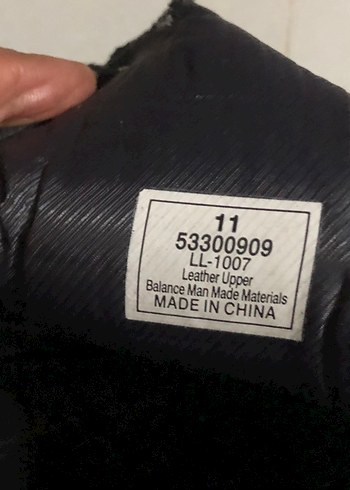 11
53300909
LL-1007
Leather Upper
Balance Man Made Materials
MADE IN CHINA